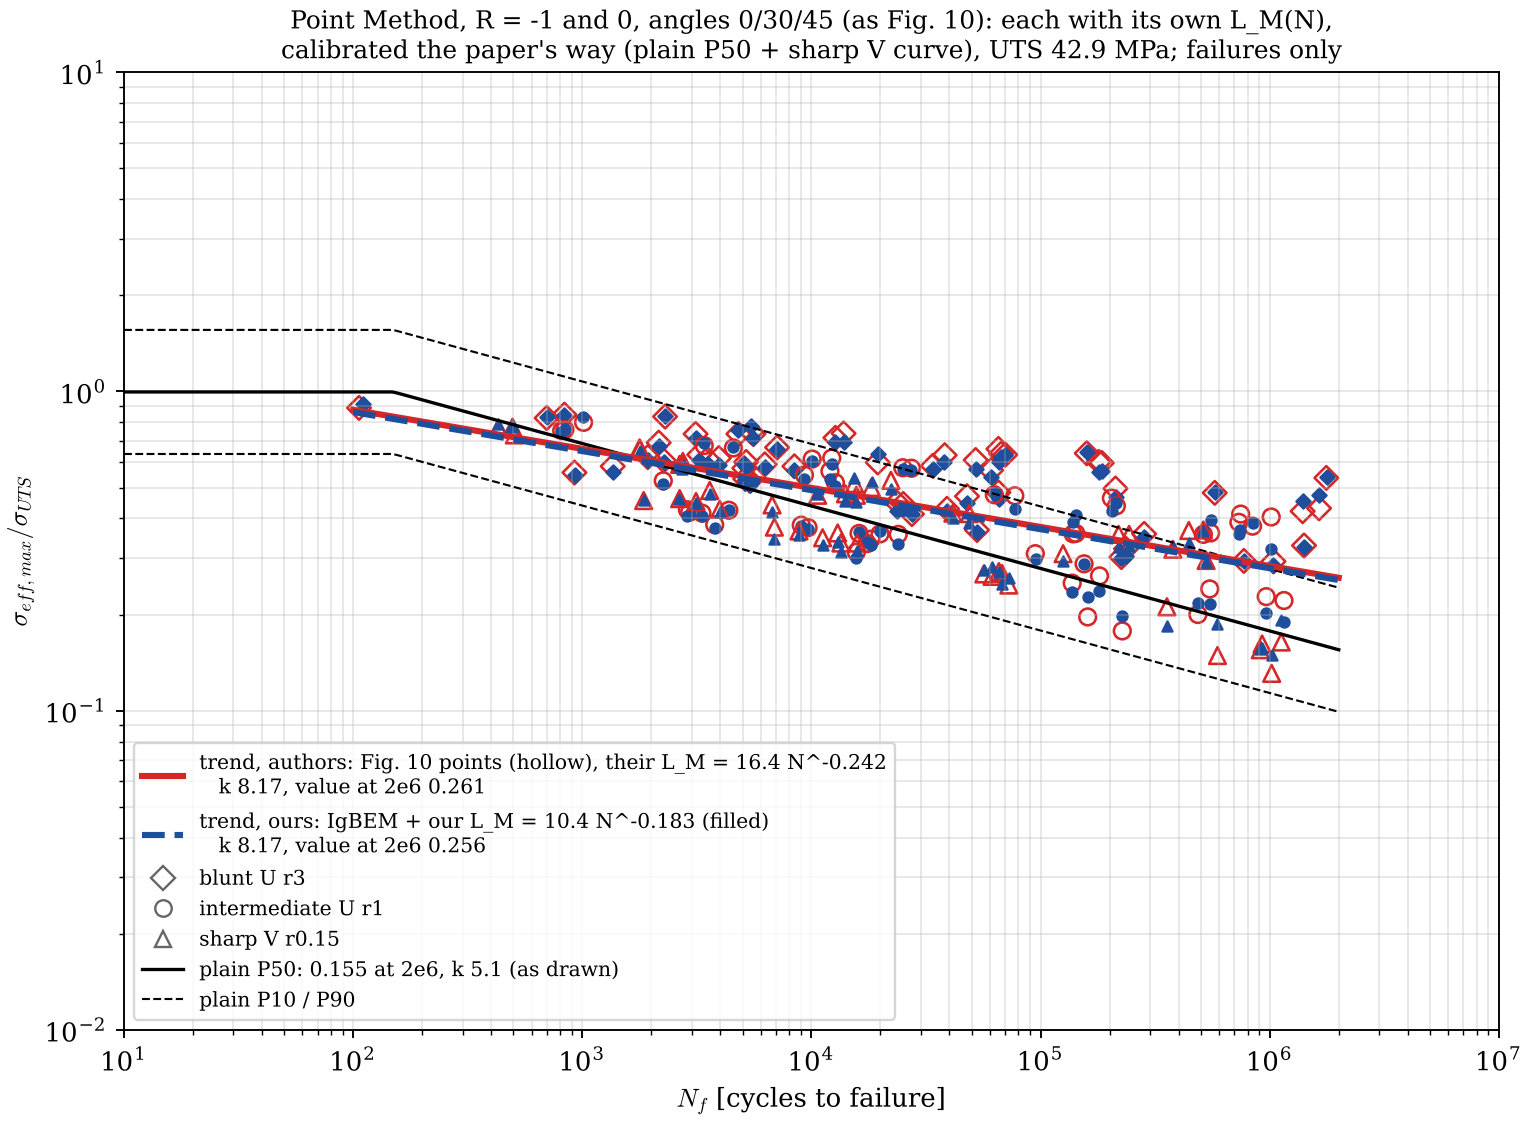 Point Method, R = -1 and 0, angles 0/30/45 (as Fig. 10): each with its own L_M(N),
calibrated the paper's way (plain P50 + sharp V curve), UTS 42.9 MPa; failures only
10^1
10^0
10^-1
10^-2
σ_eff,max/σ_UTS
trend, authors: Fig. 10 points (hollow), their L_M = 16.4 N^-0.242
k 8.17, value at 2e6 0.261
trend, ours: IgBEM + our L_M = 10.4 N^-0.183 (filled)
k 8.17, value at 2e6 0.256
blunt U r3
intermediate U r1
sharp V r0.15
plain P50: 0.155 at 2e6, k 5.1 (as drawn)
plain P10 / P90
10^1 10^2 10^3 10^4 10^5 10^6 10^7
N_f [cycles to failure]